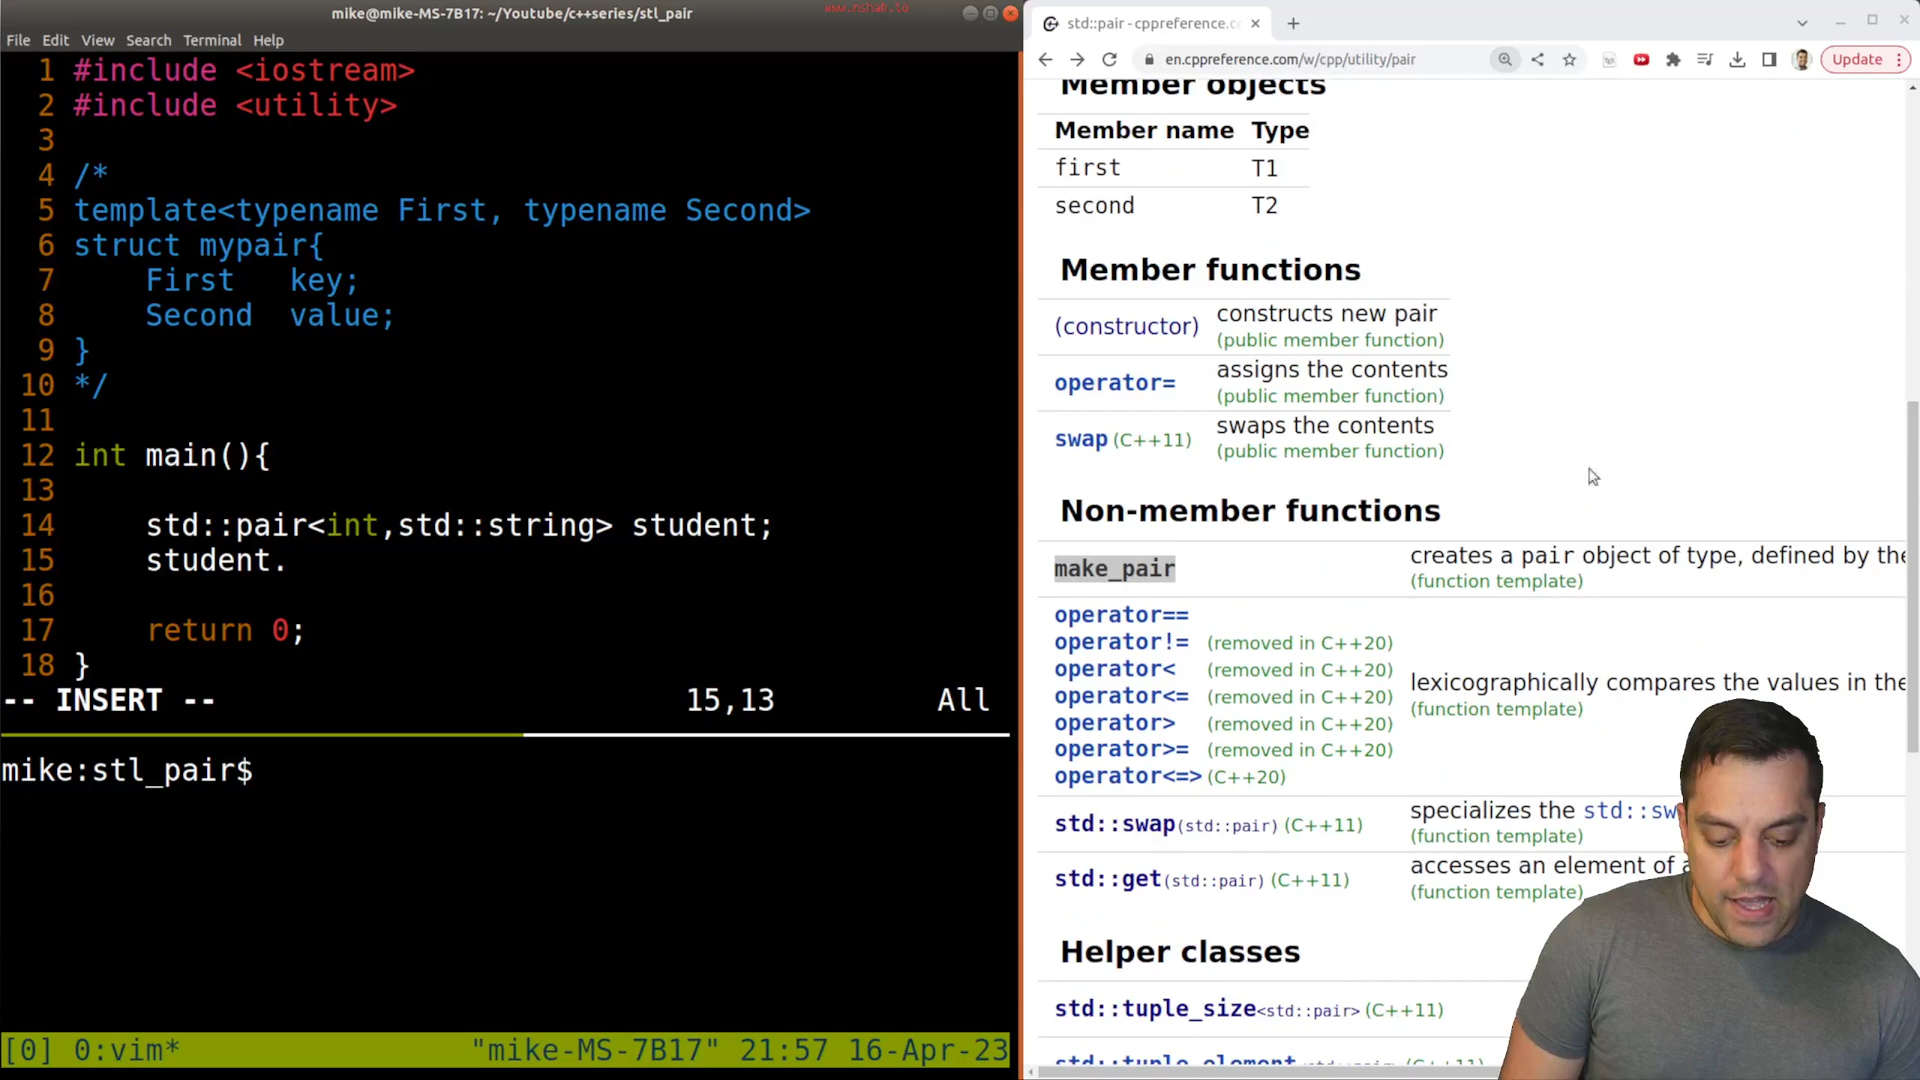 mike@mike-MS-7B17: ~/Youtube/c++series/stl_pair
File Edit View Search Terminal Help
1 #include <iostream>
2 #include <utility>
3
4 /*
5 template<typename First, typename Second>
6 struct mypair{
7     First   key;
8     Second  value;
9 }
10 */
11
12 int main(){
13
14     std::pair<int,std::string> student;
15     student.
16
17     return 0;
18 }
-- INSERT -- 15,13 All
mike:stl_pair$
[0] 0:vim* "mike-MS-7B17" 21:57 16-Apr-23
std::pair - cppreference.c
en.cppreference.com/w/cpp/utility/pair
Update
Member objects
Member name Type
first T1
second T2
Member functions
(constructor) constructs new pair
(public member function)
operator= assigns the contents
(public member function)
swap (C++11) swaps the contents
(public member function)
Non-member functions
make_pair creates a pair object of type, defined by the
(function template)
operator==
operator!= (removed in C++20)
operator< (removed in C++20)
operator<= (removed in C++20)
operator> (removed in C++20)
operator>= (removed in C++20)
operator<=> (C++20)
lexicographically compares the values in the
(function template)
std::swap(std::pair) (C++11) specializes the std::sw
(function template)
std::get(std::pair) (C++11) accesses an element of a
(function template)
Helper classes
std::tuple_size<std::pair> (C++11)
std::tuple_element<std::pair> (C++11)